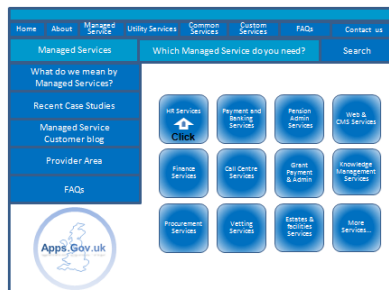 Home
About
Managed
Service
Utility Services
Common
Services
Custom
Services
FAQs
Contact us
Managed Services
Which Managed Service do you need?
Search
What do we mean by
Managed Services?
Recent Case Studies
Managed Service
Customer blog
Provider Area
FAQs
HR Services
Click
Payment and
Banking
Services
Pension
Admin
Services
Web &
CMS Services
Finance
Services
Call Centre
Services
Grant
Payment
& Admin
Knowledge
Management
Services
Procurement
Services
Vetting
Services
Estates &
facilities
Services
More
Services...
Apps.Gov.uk